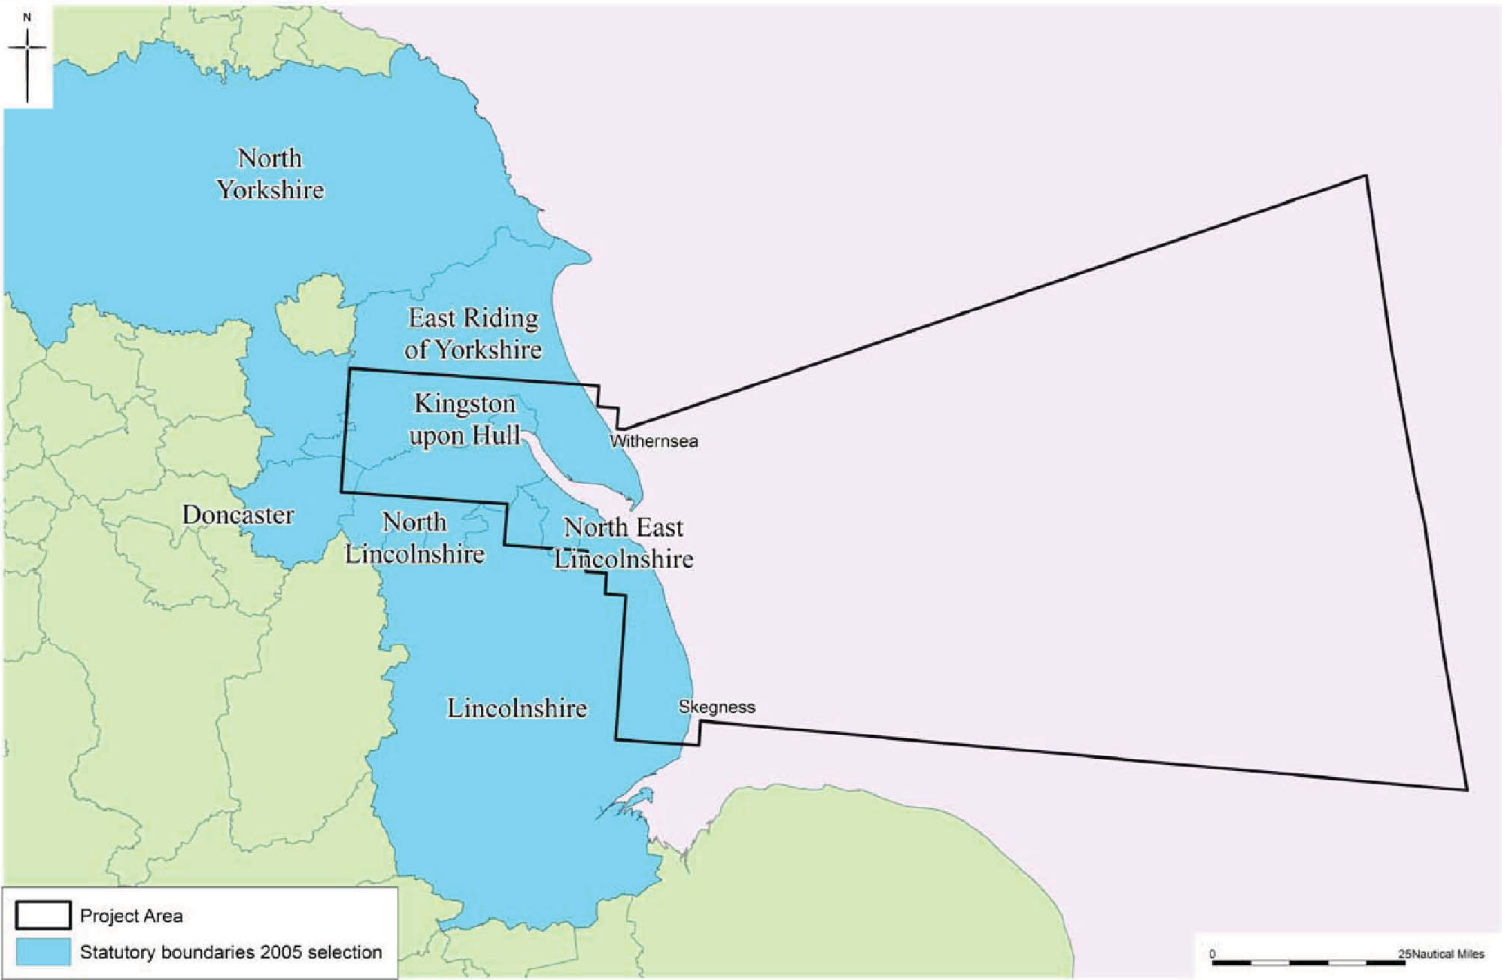 N
North
Yorkshire
East Riding
of Yorkshire
Kingston
upon Hull
Withernsea
Doncaster
North
Lincolnshire
North East
Lincolnshire
Lincolnshire
Skegness
Project Area
Statutory boundaries 2005 selection
0 25Nautical Miles